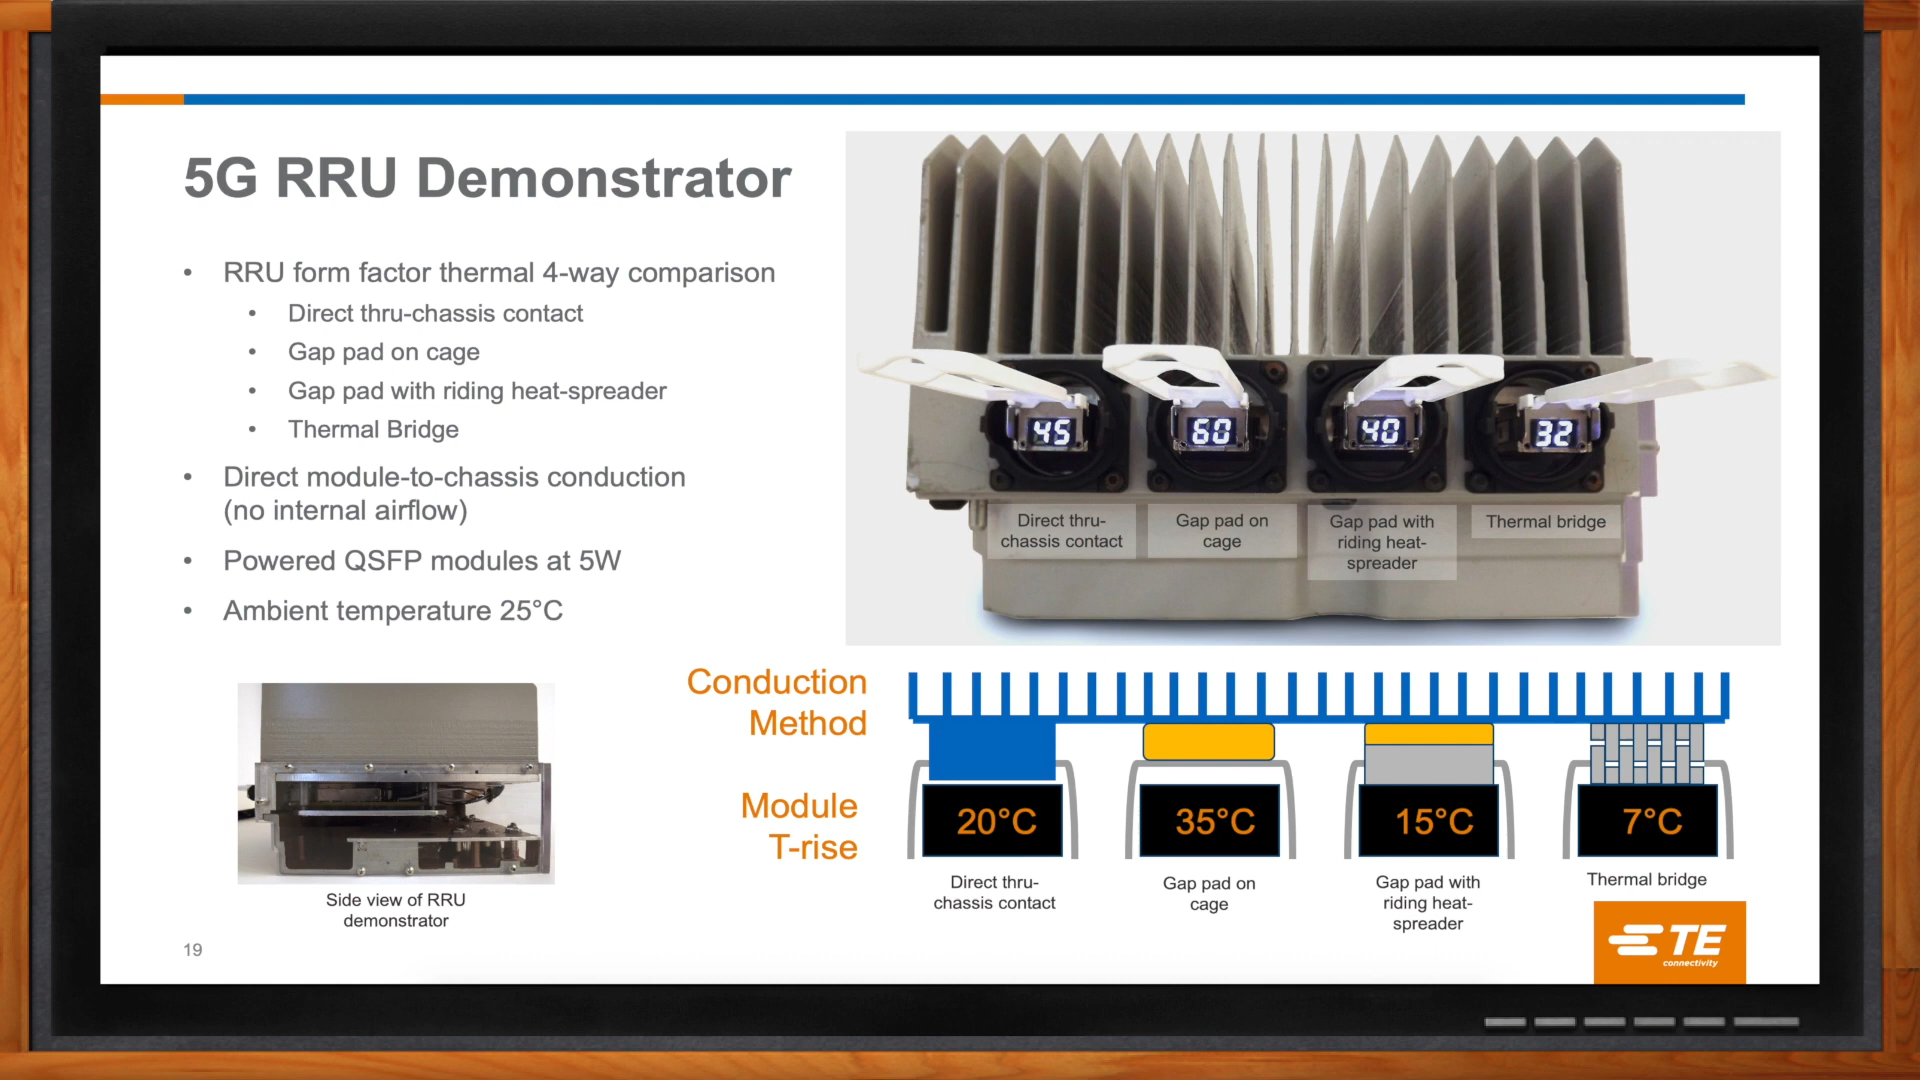 5G RRU Demonstrator
• RRU form factor thermal 4-way comparison
• Direct thru-chassis contact
• Gap pad on cage
• Gap pad with riding heat-spreader
• Thermal Bridge
• Direct module-to-chassis conduction
(no internal airflow)
• Powered QSFP modules at 5W
• Ambient temperature 25°C
45
60
40
32
Direct thru-
chassis contact
Gap pad on
cage
Gap pad with
riding heat-
spreader
Thermal bridge
Conduction
Method
Module
T-rise
20°C
35°C
15°C
7°C
Direct thru-
chassis contact
Gap pad on
cage
Gap pad with
riding heat-
spreader
Thermal bridge
Side view of RRU
demonstrator
19
TE
connectivity